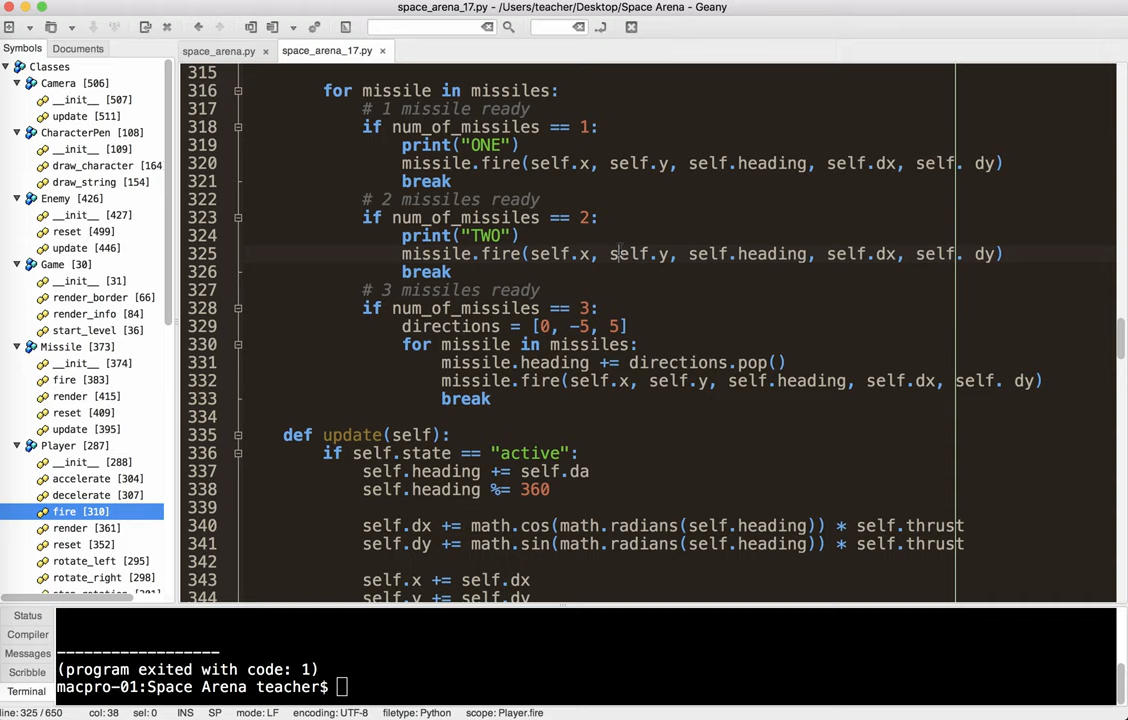 space_arena_17.py - /Users/teacher/Desktop/Space Arena - Geany
Symbols Documents
Classes
Camera [506]
__init__ [507]
update [511]
CharacterPen [108]
__init__ [109]
draw_character [164
draw_string [154]
Enemy [426]
__init__ [427]
reset [499]
update [446]
Game [30]
__init__ [31]
render_border [66]
render_info [84]
start_level [36]
Missile [373]
__init__ [374]
fire [383]
render [415]
reset [409]
update [395]
Player [287]
__init__ [288]
accelerate [304]
decelerate [307]
fire [310]
render [361]
reset [352]
rotate_left [295]
rotate_right [298]
space_arena.py space_arena_17.py
315
316 for missile in missiles:
317 # 1 missile ready
318 if num_of_missiles == 1:
319 print("ONE")
320 missile.fire(self.x, self.y, self.heading, self.dx, self. dy)
321 break
322 # 2 missiles ready
323 if num_of_missiles == 2:
324 print("TWO")
325 missile.fire(self.x, self.y, self.heading, self.dx, self. dy)
326 break
327 # 3 missiles ready
328 if num_of_missiles == 3:
329 directions = [0, -5, 5]
330 for missile in missiles:
331 missile.heading += directions.pop()
332 missile.fire(self.x, self.y, self.heading, self.dx, self. dy)
333 break
334
335 def update(self):
336 if self.state == "active":
337 self.heading += self.da
338 self.heading %= 360
339
340 self.dx += math.cos(math.radians(self.heading)) * self.thrust
341 self.dy += math.sin(math.radians(self.heading)) * self.thrust
342
343 self.x += self.dx
344 self.y += self.dy
Status
Compiler
Messages
Scribble
Terminal
------------------
(program exited with code: 1)
macpro-01:Space Arena teacher$
line: 325 / 650 col: 38 sel: 0 INS SP mode: LF encoding: UTF-8 filetype: Python scope: Player.fire